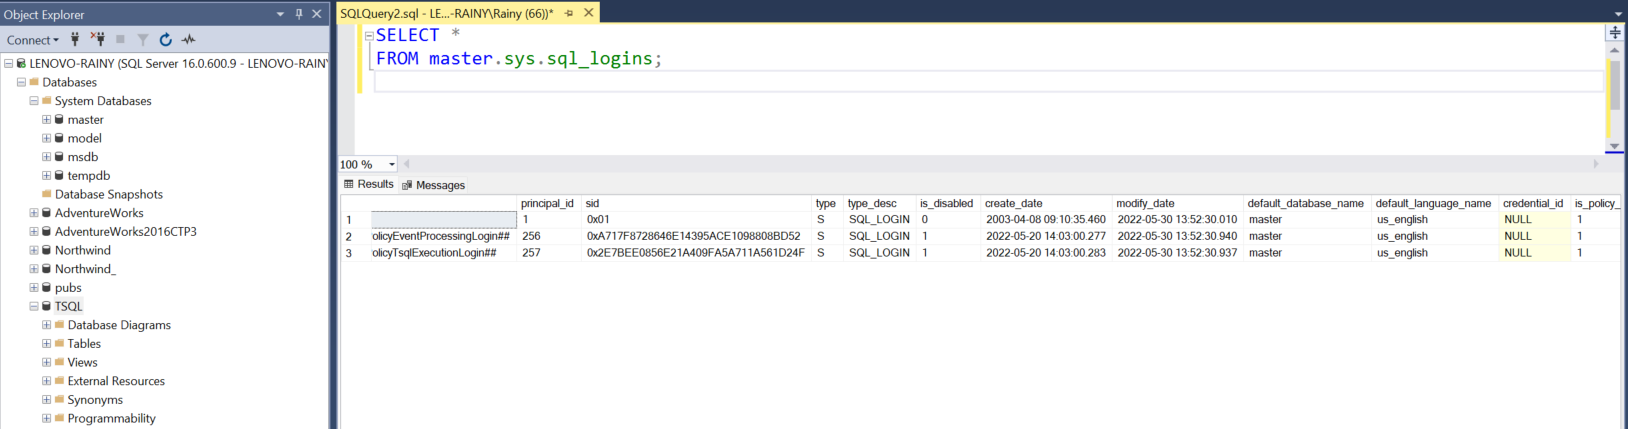 Object Explorer
Connect
LENOVO-RAINY (SQL Server 16.0.600.9 - LENOVO-RAINY
Databases
System Databases
master
model
msdb
tempdb
Database Snapshots
AdventureWorks
AdventureWorks2016CTP3
Northwind
Northwind_
pubs
TSQL
Database Diagrams
Tables
Views
External Resources
Synonyms
Programmability
SQLQuery2.sql - LE...-RAINY\Rainy (66))*
SELECT *
FROM master.sys.sql_logins;
100 %
Results Messages
principal_id sid type type_desc is_disabled create_date modify_date default_database_name default_language_name credential_id is_policy_
1 1 0x01 S SQL_LOGIN 0 2003-04-08 09:10:35.460 2022-05-30 13:52:30.010 master us_english NULL 1
2 PolicyEventProcessingLogin## 256 0xA717F8728646E14395ACE1098808BD52 S SQL_LOGIN 1 2022-05-20 14:03:00.277 2022-05-30 13:52:30.940 master us_english NULL 1
3 PolicyTsqlExecutionLogin## 257 0x2E7BEE0856E21A409FA5A711A561D24F S SQL_LOGIN 1 2022-05-20 14:03:00.283 2022-05-30 13:52:30.937 master us_english NULL 1